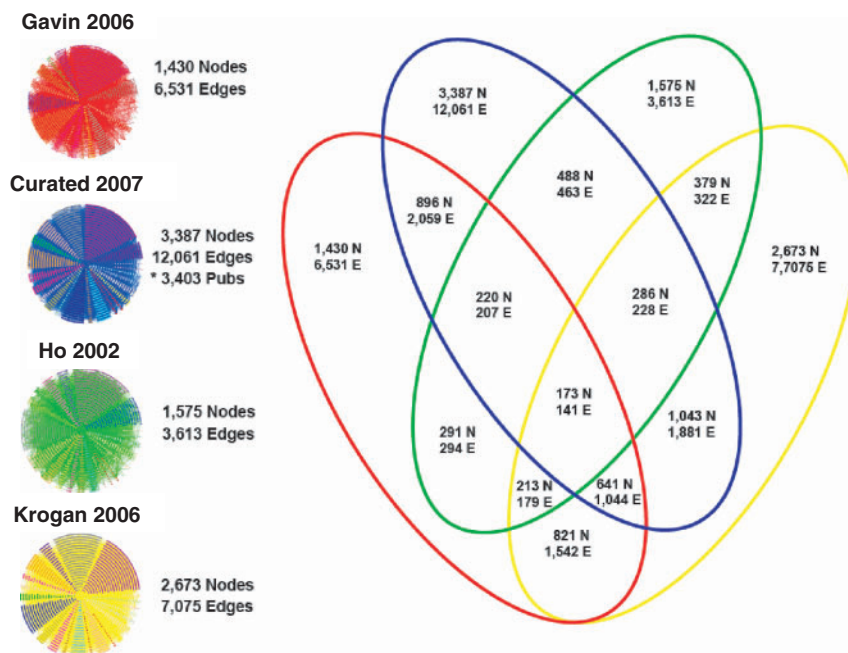 Gavin 2006
1,430 Nodes
6,531 Edges
Curated 2007
3,387 Nodes
12,061 Edges
* 3,403 Pubs
Ho 2002
1,575 Nodes
3,613 Edges
Krogan 2006
2,673 Nodes
7,075 Edges
3,387 N
12,061 E
1,575 N
3,613 E
488 N
463 E
379 N
322 E
896 N
2,059 E
1,430 N
6,531 E
2,673 N
7,7075 E
220 N
207 E
286 N
228 E
173 N
141 E
291 N
294 E
1,043 N
1,881 E
213 N
179 E
641 N
1,044 E
821 N
1,542 E